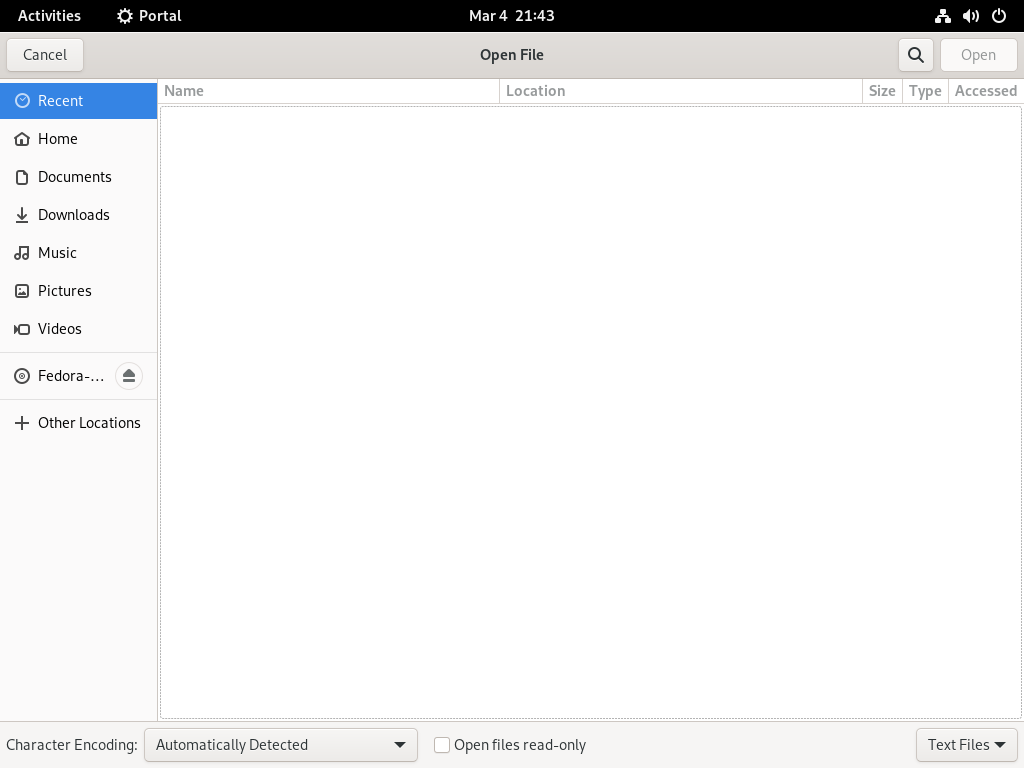 Activities Portal Mar 4 21:43
Cancel Open File Open
Name Location Size Type Accessed
Recent
Home
Documents
Downloads
Music
Pictures
Videos
Fedora-...
Other Locations
Character Encoding: Automatically Detected Open files read-only Text Files